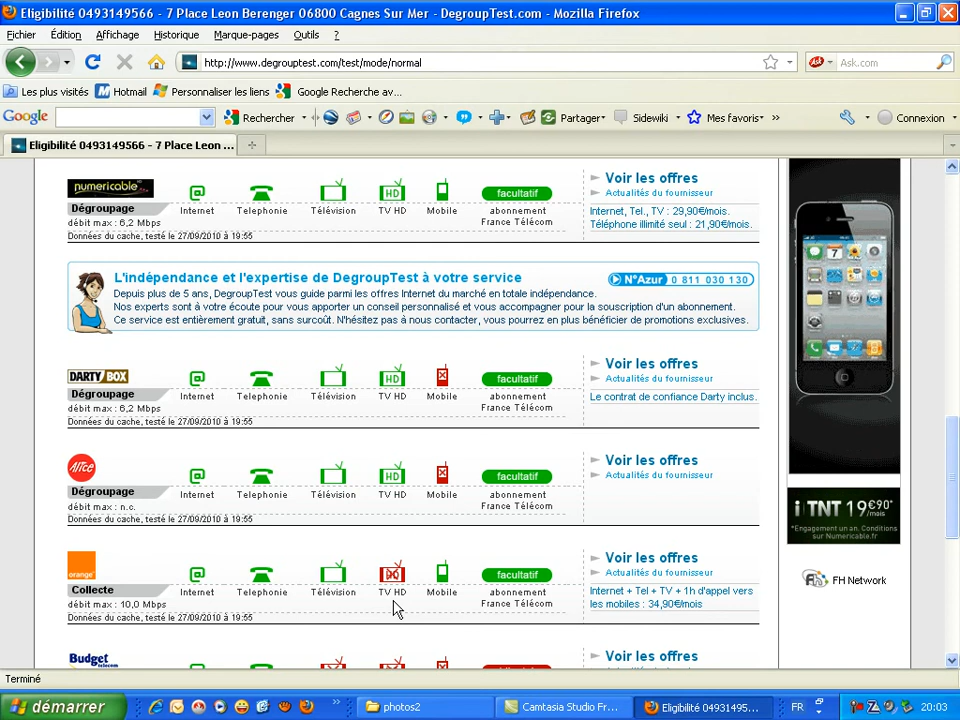 Eligibilité 0493149566 - 7 Place Leon Berenger 06800 Cagnes Sur Mer - DegroupTest.com - Mozilla Firefox
Fichier Édition Affichage Historique Marque-pages Outils ?
http://www.degrouptest.com/test/mode/normal
Ask Ask.com
Les plus visités Hotmail Personnaliser les liens Google Recherche av...
Google Rechercher Partager Sidewiki Mes favoris Connexion
Eligibilité 0493149566 - 7 Place Leon ...
numericable
Dégroupage
débit max : 6,2 Mbps
Données du cache, testé le 27/09/2010 à 19:55
Internet Telephonie Télévision TV HD Mobile
HD
facultatif
abonnement
France Télécom
Voir les offres
Actualités du fournisseur
Internet, Tel., TV : 29,90€/mois.
Téléphone illimité seul : 21,90€/mois.
L'indépendance et l'expertise de DegroupTest à votre service
N°Azur 0 811 030 130
Depuis plus de 5 ans, DegroupTest vous guide parmi les offres Internet du marché en totale indépendance.
Nos experts sont à votre écoute pour vous apporter un conseil personnalisé et vous accompagner pour la souscription d'un abonnement.
Ce service est entièrement gratuit, sans surcoût. N'hésitez pas à nous contacter, vous pourrez en plus bénéficier de promotions exclusives.
DARTY BOX
Dégroupage
débit max : 6,2 Mbps
Données du cache, testé le 27/09/2010 à 19:55
Internet Telephonie Télévision TV HD Mobile
HD
facultatif
abonnement
France Télécom
Voir les offres
Actualités du fournisseur
Le contrat de confiance Darty inclus.
Alice
Dégroupage
débit max : n.c.
Données du cache, testé le 27/09/2010 à 19:55
Internet Telephonie Télévision TV HD Mobile
HD
facultatif
abonnement
France Télécom
Voir les offres
Actualités du fournisseur
orange
Collecte
débit max : 10,0 Mbps
Données du cache, testé le 27/09/2010 à 19:55
Internet Telephonie Télévision TV HD Mobile
HD
facultatif
abonnement
France Télécom
Voir les offres
Actualités du fournisseur
Internet + Tel + TV + 1h d'appel vers
les mobiles : 34,90€/mois
Budget
telecom
Voir les offres
iTNT 19€90*
/mois
*Engagement un an. Conditions
sur Numericable.fr
FH Network
Terminé
démarrer photos2 Camtasia Studio Fr... Eligibilité 0493149566... FR 20:03